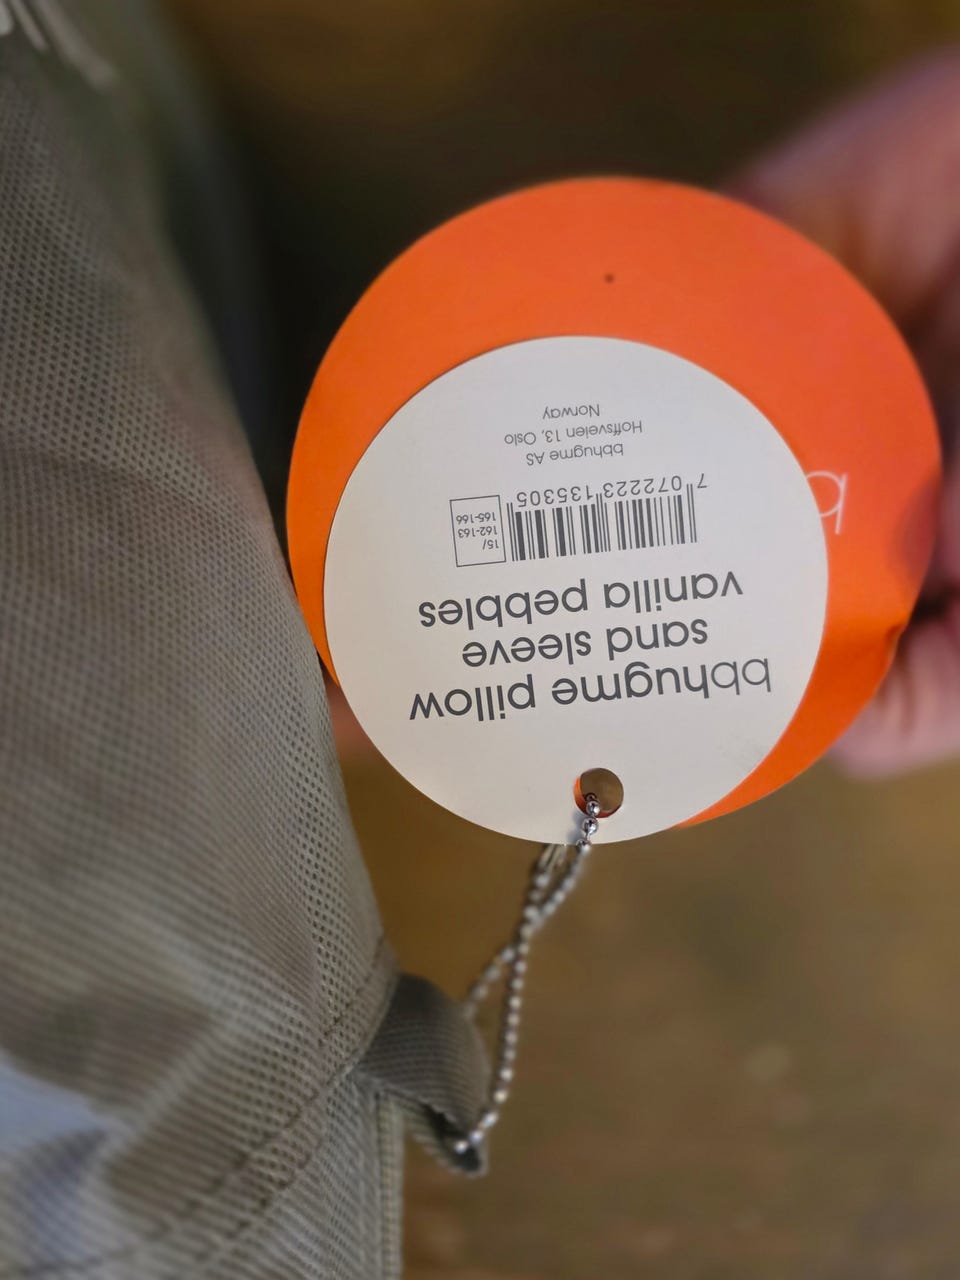 bbhugme pillow
sand sleeve
vanilla pebbles
15/
162-163
165-166
7 072223 135305
bbhugme AS
Hoffsveien 13, Oslo
Norway
b